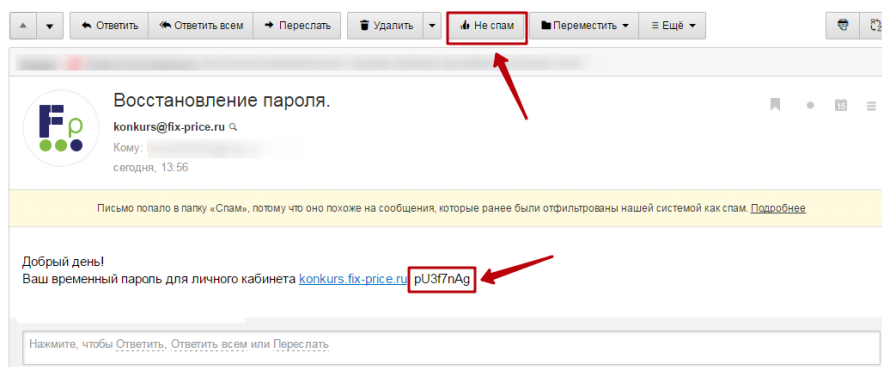 Ответить Ответить всем Переслать Удалить Не спам Переместить Ещё
Восстановление пароля.
Fp
konkurs@fix-price.ru
Кому:
сегодня, 13:56
15
Письмо попало в папку «Спам», потому что оно похоже на сообщения, которые ранее были отфильтрованы нашей системой как спам. Подробнее
Добрый день!
Ваш временный пароль для личного кабинета konkurs.fix-price.ru pU3f7nAg
Нажмите, чтобы Ответить, Ответить всем или Переслать